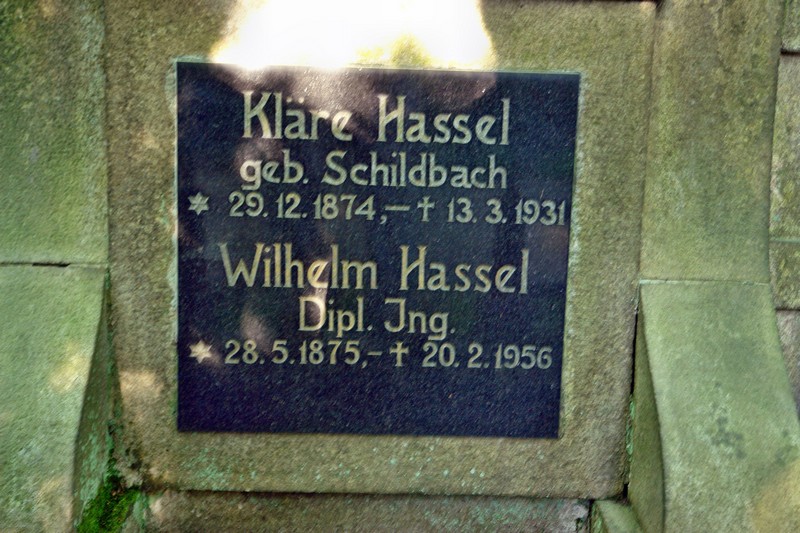 Kläre Hassel
geb. Schildbach
* 29.12.1874,– † 13.3.1931
Wilhelm Hassel
Dipl. Jng.
* 28.5.1875,– † 20.2.1956